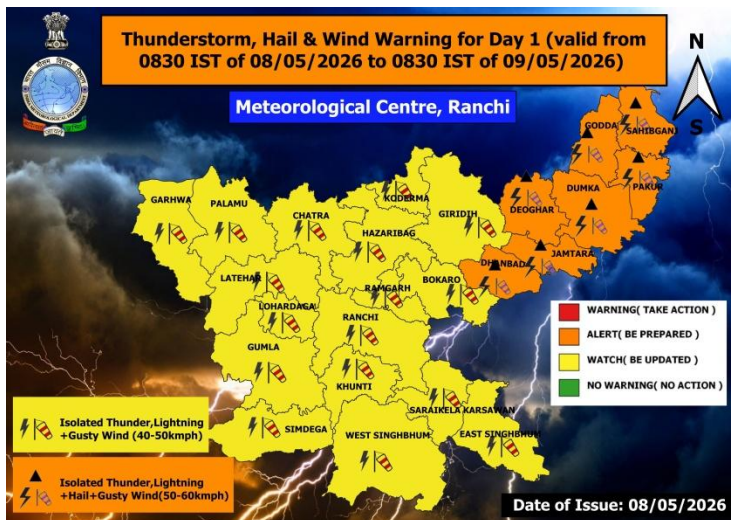 Thunderstorm, Hail & Wind Warning for Day 1 (valid from
0830 IST of 08/05/2026 to 0830 IST of 09/05/2026)
Meteorological Centre, Ranchi
N
S
GODDA
SAHIBGANJ
PAKUR
DUMKA
DEOGHAR
JAMTARA
DHANBAD
GARHWA
PALAMU
CHATRA
KODERMA
GIRIDIH
HAZARIBAG
LATEHAR
RAMGARH
BOKARO
LOHARDAGA
RANCHI
GUMLA
KHUNTI
SARAIKELA KARSAWAN
SIMDEGA
WEST SINGHBHUM
EAST SINGHBHUM
WARNING( TAKE ACTION )
ALERT( BE PREPARED )
WATCH( BE UPDATED )
NO WARNING( NO ACTION )
Isolated Thunder,Lightning
+Gusty Wind (40-50kmph)
Isolated Thunder,Lightning
+Hail+Gusty Wind(50-60kmph)
Date of Issue: 08/05/2026